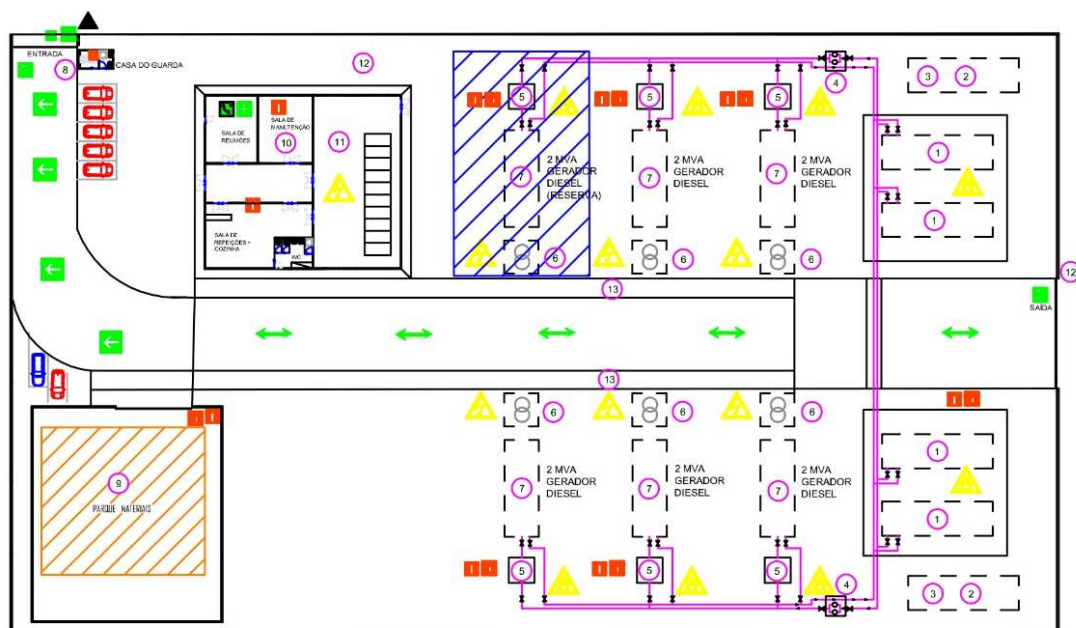 ENTRADA
8
CASA DO GUARDA
12
4
3
2
5
5
5
1
SALA DE
REUNIÕES
SALA DE
MANUTENÇÃO
10
11
7
2 MVA
GERADOR
DIESEL
(RESERVA)
7
2 MVA
GERADOR
DIESEL
7
2 MVA
GERADOR
DIESEL
1
SALA DE
REFEIÇÕES +
COZINHA
WC
6
6
6
12
13
SAÍDA
13
6
6
6
9
PARQUE MATERIAIS
7
2 MVA
GERADOR
DIESEL
7
2 MVA
GERADOR
DIESEL
7
2 MVA
GERADOR
DIESEL
1
1
5
5
5
4
3
2